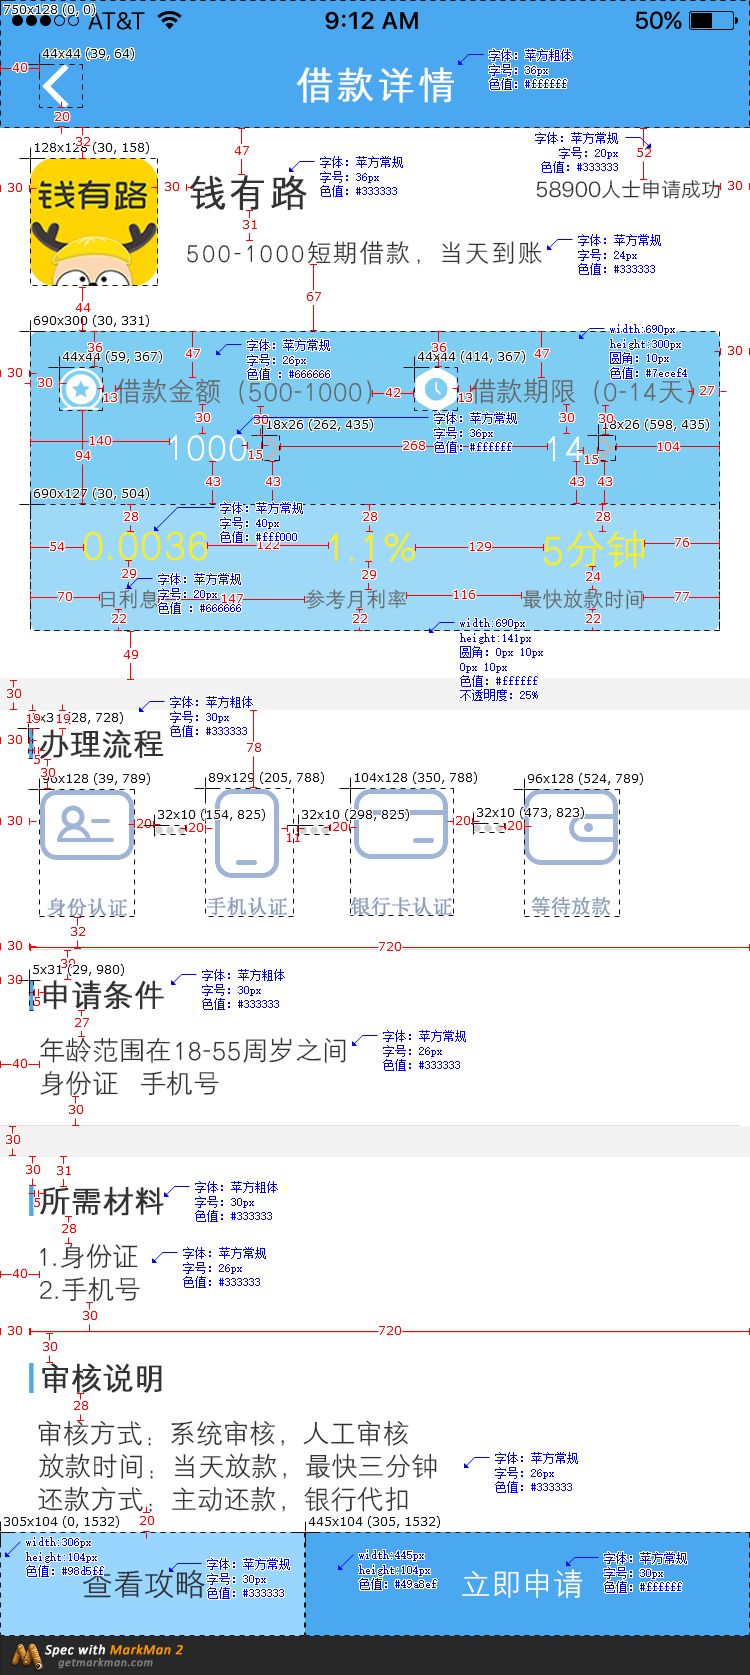 750x128 (0, 0)
AT&T
9:12 AM
50%
44x44 (39, 64)
40
20
借款详情
字体: 苹方粗体
字号: 36px
色值: #ffffff
128x128 (30, 158)
32
47
52
30
钱有路
30
钱有路
字体: 苹方常规
字号: 36px
色值: #333333
字体: 苹方常规
字号: 20px
色值: #333333
58900人士申请成功
30
31
500-1000短期借款，当天到账
字体: 苹方常规
字号: 24px
色值: #333333
44
67
690x300 (30, 331)
width:690px
height:300px
圆角: 10px
色值: #7ecef4
30
36
47
字体: 苹方常规
字号: 26px
色值 : #666666
36
47
30
44x44 (59, 367)
44x44 (414, 367)
30
13
借款金额（500-1000）
42
13
借款期限（0-14天）
27
30
30
30
30
字体: 苹方常规
字号: 36px
色值: #ffffff
18x26 (262, 435)
18x26 (598, 435)
140
1000
15
268
14
15
104
94
43
43
43
43
690x127 (30, 504)
字体: 苹方常规
字号: 40px
色值: #fff000
28
28
28
54
0.0036
122
1.1%
129
5分钟
76
29
29
24
字体: 苹方常规
字号: 20px
色值 : #666666
70
日利息
147
参考月利率
116
最快放款时间
77
22
22
22
width:690px
height:141px
圆角: 0px 10px
0px 10px
色值: #ffffff
不透明度: 25%
49
30
字体: 苹方粗体
字号: 30px
色值: #333333
19
19
30
办理流程
5
78
30
96x128 (39, 789)
89x129 (205, 788)
104x128 (350, 788)
96x128 (524, 789)
30
20
32x10 (154, 825)
20
11
32x10 (298, 825)
20
20
32x10 (473, 823)
20
身份认证
手机认证
银行卡认证
等待放款
32
30
720
30
5x31 (29, 980)
30
5
申请条件
字体: 苹方粗体
字号: 30px
色值: #333333
27
40
年龄范围在18-55周岁之间
身份证 手机号
字体: 苹方常规
字号: 26px
色值: #333333
30
30
30
31
5
所需材料
字体: 苹方粗体
字号: 30px
色值: #333333
28
40
1.身份证
2.手机号
字体: 苹方常规
字号: 26px
色值: #333333
30
30
720
30
审核说明
28
审核方式：系统审核，人工审核
放款时间：当天放款，最快三分钟
还款方式：主动还款，银行代扣
字体: 苹方常规
字号: 26px
色值: #333333
20
305x104 (0, 1532)
445x104 (305, 1532)
width:306px
height:104px
色值: #98d5ff
查看攻略
字体: 苹方常规
字号: 30px
色值: #333333
width:445px
height:104px
色值: #49a8ef
立即申请
字体: 苹方常规
字号: 30px
色值: #ffffff
Spec with MarkMan 2
getmarkman.com